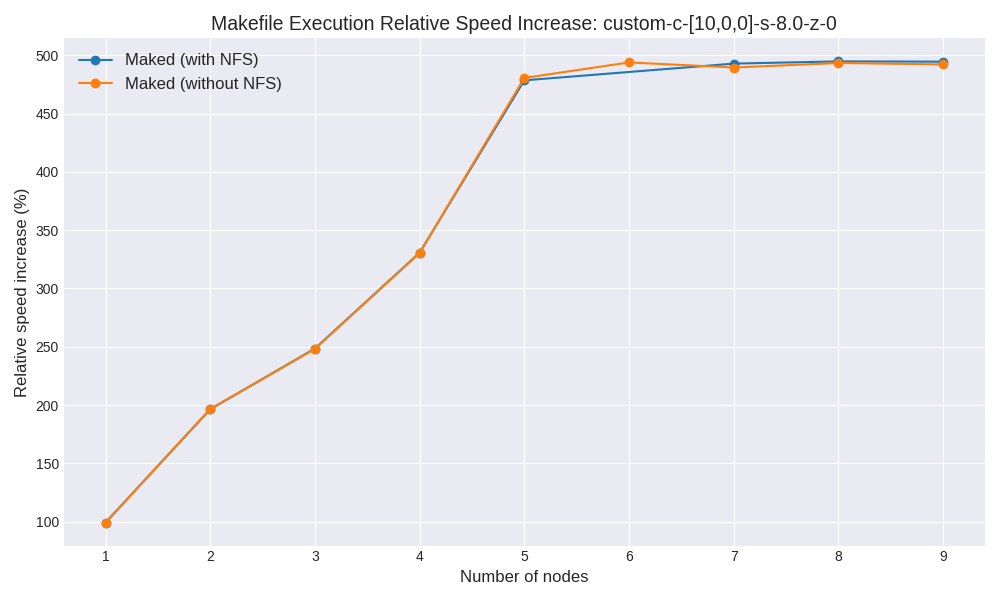 Makefile Execution Relative Speed Increase: custom-c-[10,0,0]-s-8.0-z-0
Maked (with NFS)
Maked (without NFS)
Relative speed increase (%)
500
450
400
350
300
250
200
150
100
1 2 3 4 5 6 7 8 9
Number of nodes